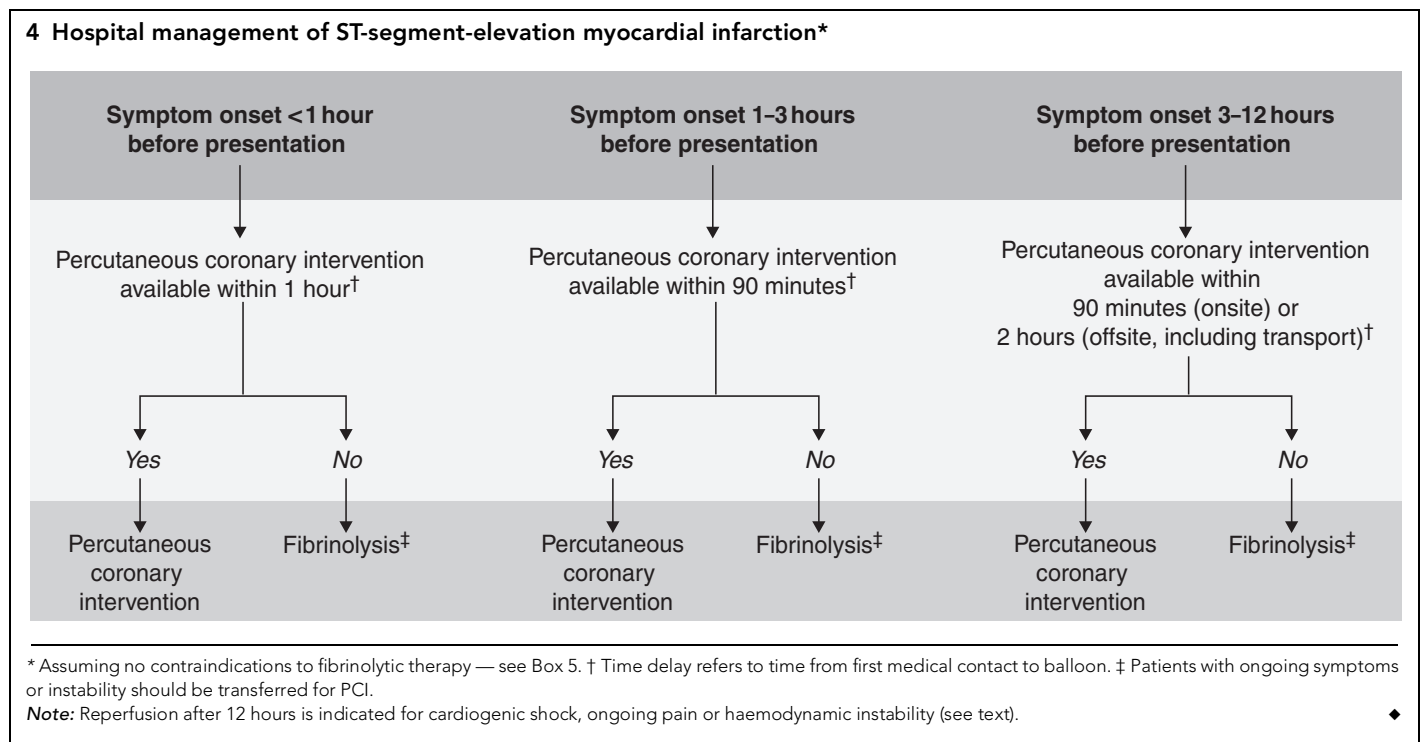 4 Hospital management of ST-segment-elevation myocardial infarction*
Symptom onset <1 hour
before presentation
Percutaneous coronary intervention
available within 1 hour†
Yes
No
Percutaneous
coronary
intervention
Fibrinolysis‡
Symptom onset 1–3 hours
before presentation
Percutaneous coronary intervention
available within 90 minutes†
Yes
No
Percutaneous
coronary
intervention
Fibrinolysis‡
Symptom onset 3–12 hours
before presentation
Percutaneous coronary intervention
available within
90 minutes (onsite) or
2 hours (offsite, including transport)†
Yes
No
Percutaneous
coronary
intervention
Fibrinolysis‡
* Assuming no contraindications to fibrinolytic therapy — see Box 5. † Time delay refers to time from first medical contact to balloon. ‡ Patients with ongoing symptoms
or instability should be transferred for PCI.
Note: Reperfusion after 12 hours is indicated for cardiogenic shock, ongoing pain or haemodynamic instability (see text). ◆